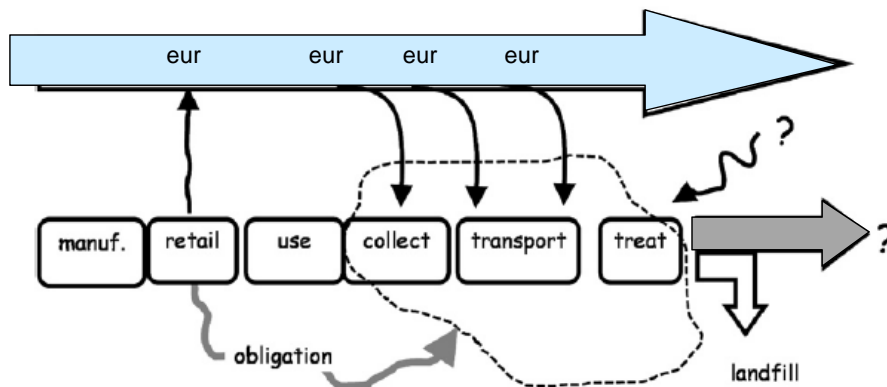 eur eur eur eur
?
manuf. retail use collect transport treat
?
obligation
landfill